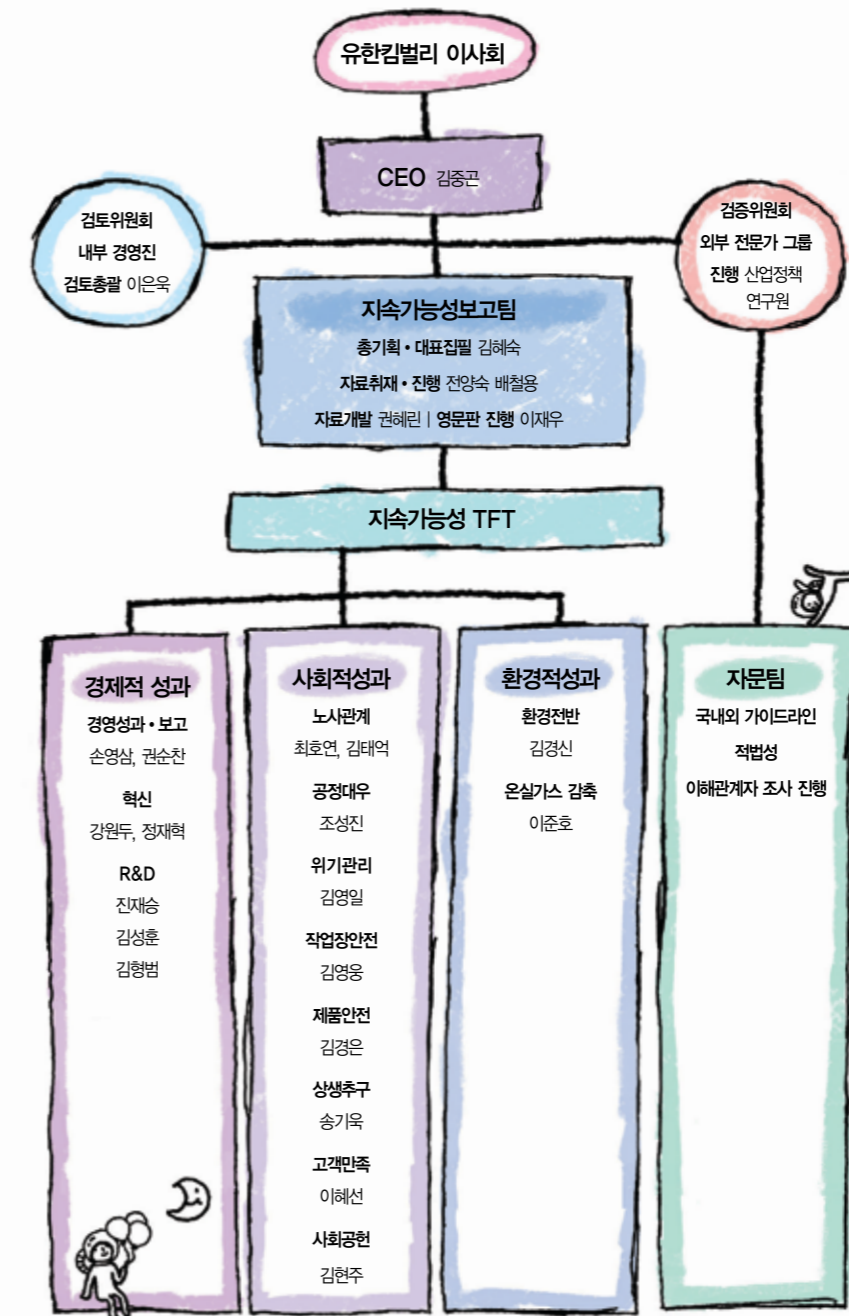 유한킴벌리 이사회
CEO 김중곤
검토위원회
내부 경영진
검토총괄 이은욱
검증위원회
외부 전문가 그룹
진행 산업정책
연구원
지속가능성보고팀
총기획 • 대표집필 김혜숙
자료취재 • 진행 전양숙 배철용
자료개발 권혜린 | 영문판 진행 이재우
지속가능성 TFT
경제적 성과
경영성과 • 보고
손영삼, 권순찬
혁신
강원두, 정재혁
R&D
진재승
김성훈
김형범
사회적성과
노사관계
최호연, 김태억
공정대우
조성진
위기관리
김영일
작업장안전
김영웅
제품안전
김경은
상생추구
송기욱
고객만족
이혜선
사회공헌
김현주
환경적성과
환경전반
김경신
온실가스 감축
이준호
자문팀
국내외 가이드라인
적법성
이해관계자 조사 진행